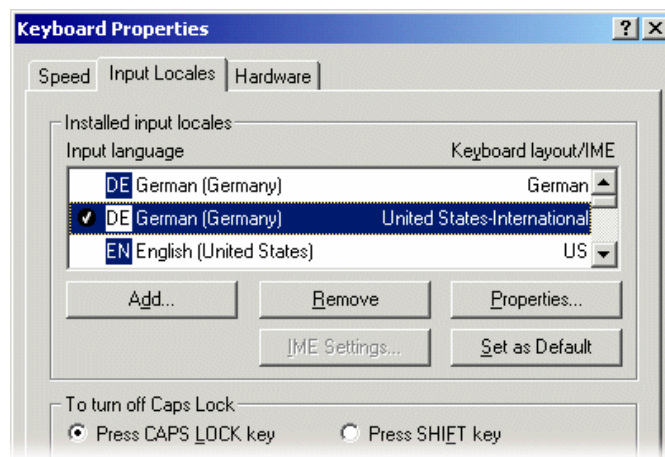 Keyboard Properties
Speed Input Locales Hardware
Installed input locales
Input language Keyboard layout/IME
DE German (Germany) German
DE German (Germany) United States-International
EN English (United States) US
Add... Remove Properties...
IME Settings... Set as Default
To turn off Caps Lock
Press CAPS LOCK key Press SHIFT key